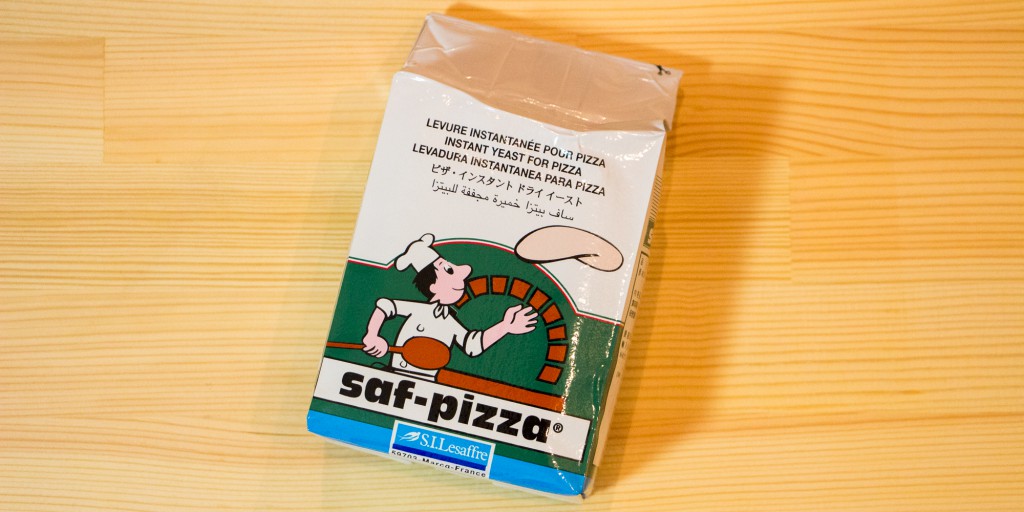 LEVURE INSTANTANÉE POUR PIZZA
INSTANT YEAST FOR PIZZA
LEVADURA INSTANTANEA PARA PIZZA
ピザ・インスタント ドライ イースト
ساف بيتزا خميرة مجففة للبيتزا
saf-pizza®
S.I.Lesaffre
59703-Marcq-France